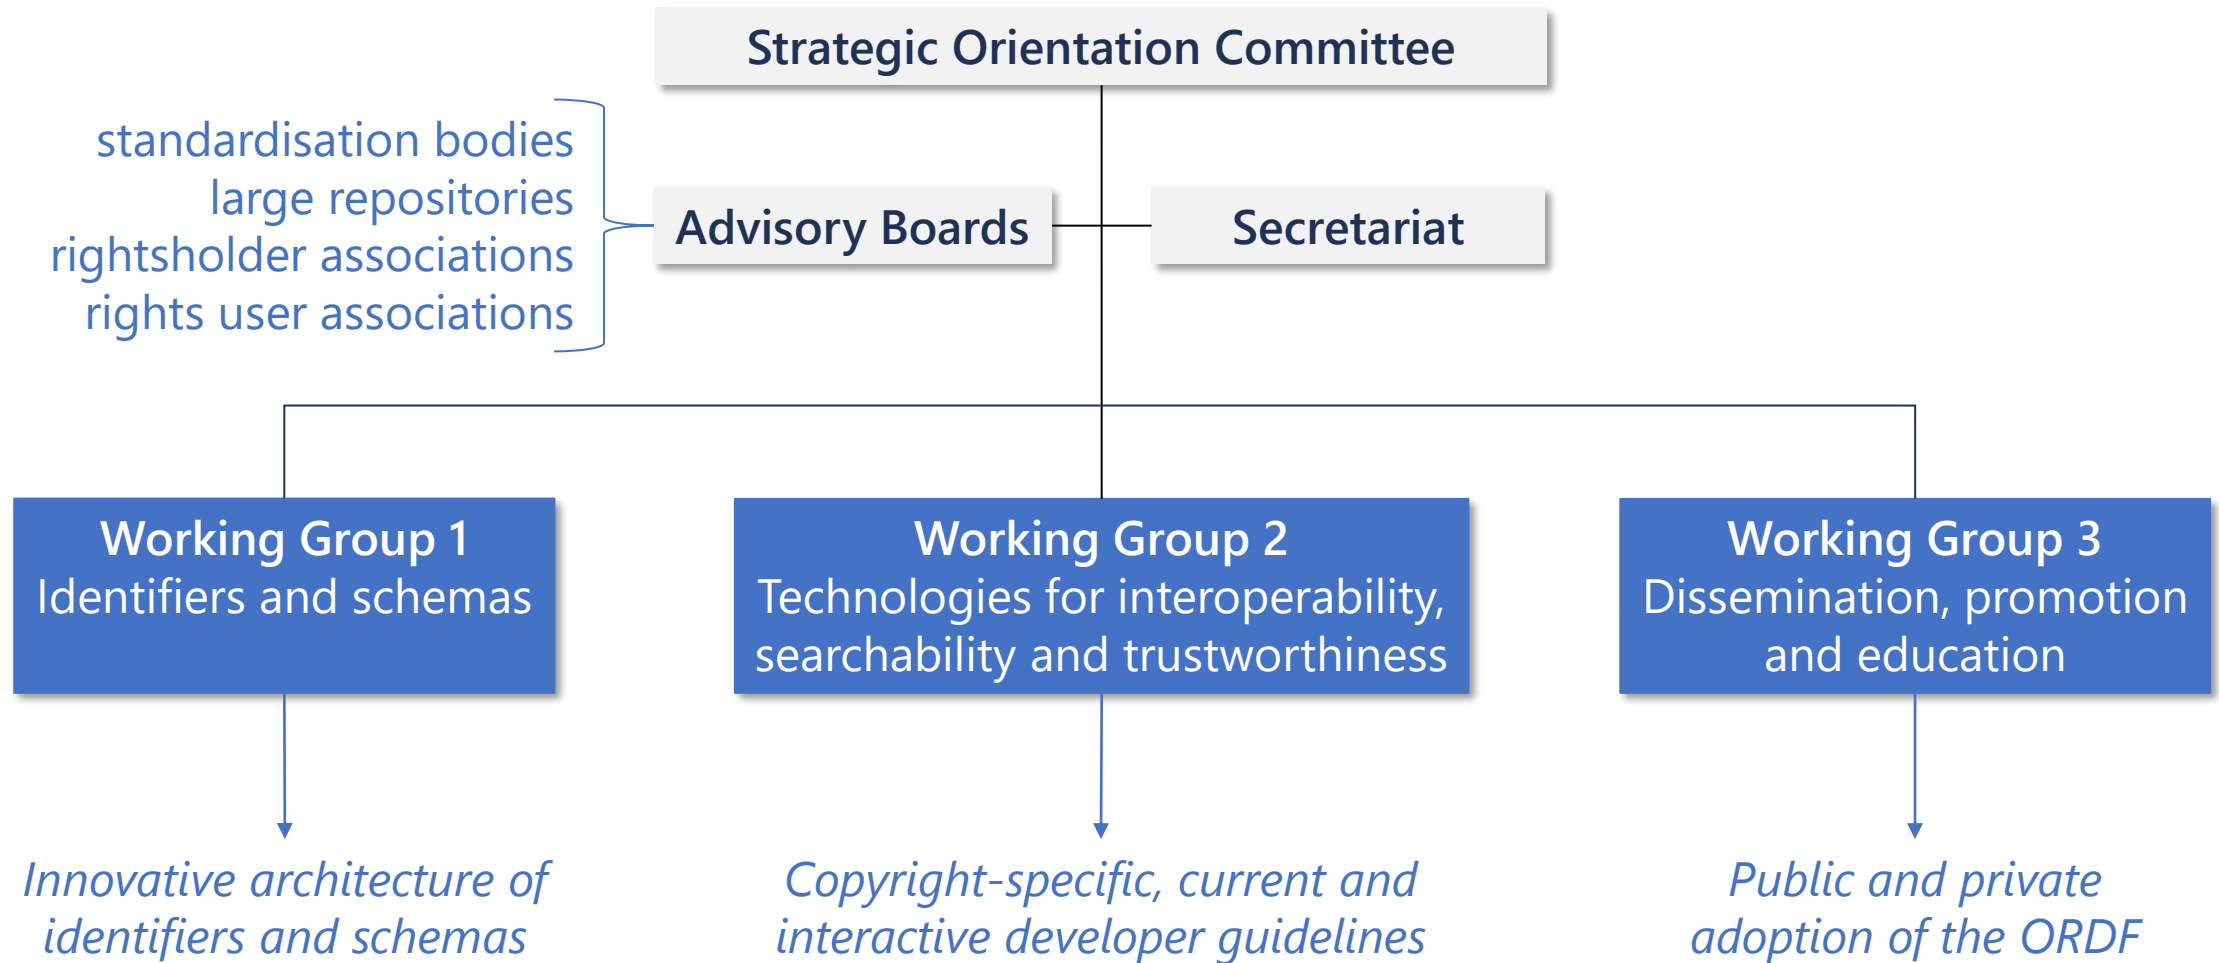 Strategic Orientation Committee
standardisation bodies
large repositories
rightsholder associations
rights user associations
Advisory Boards
Secretariat
Working Group 1
Identifiers and schemas
Working Group 2
Technologies for interoperability,
searchability and trustworthiness
Working Group 3
Dissemination, promotion
and education
Innovative architecture of
identifiers and schemas
Copyright-specific, current and
interactive developer guidelines
Public and private
adoption of the ORDF